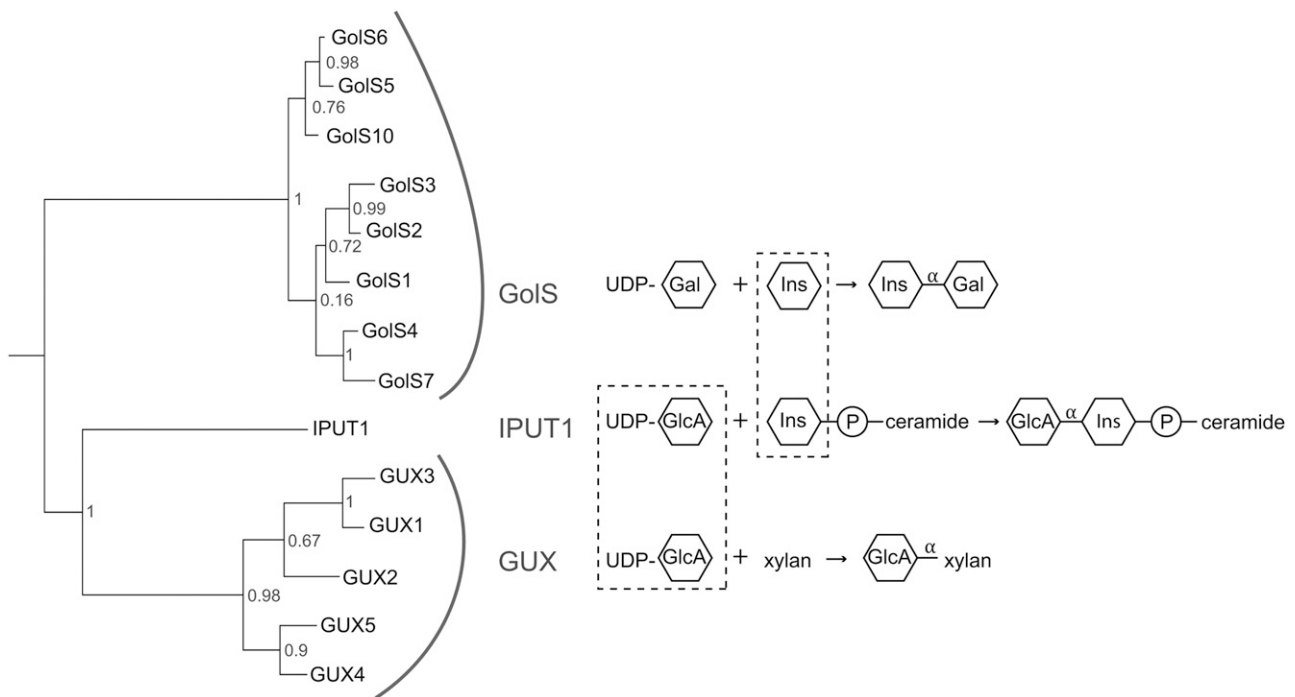 GolS6
0.98
GolS5
0.76
GolS10
1
GolS3
0.99
GolS2
0.72
GolS1
0.16
GolS4
1
GolS7
GolS UDP- Gal + Ins → Ins α Gal
IPUT1
IPUT1 UDP- GlcA + Ins P ceramide → GlcA α Ins P ceramide
1
GUX3
1
GUX1
0.67
GUX2
0.98
GUX5
0.9
GUX4
GUX UDP- GlcA + xylan → GlcA α xylan